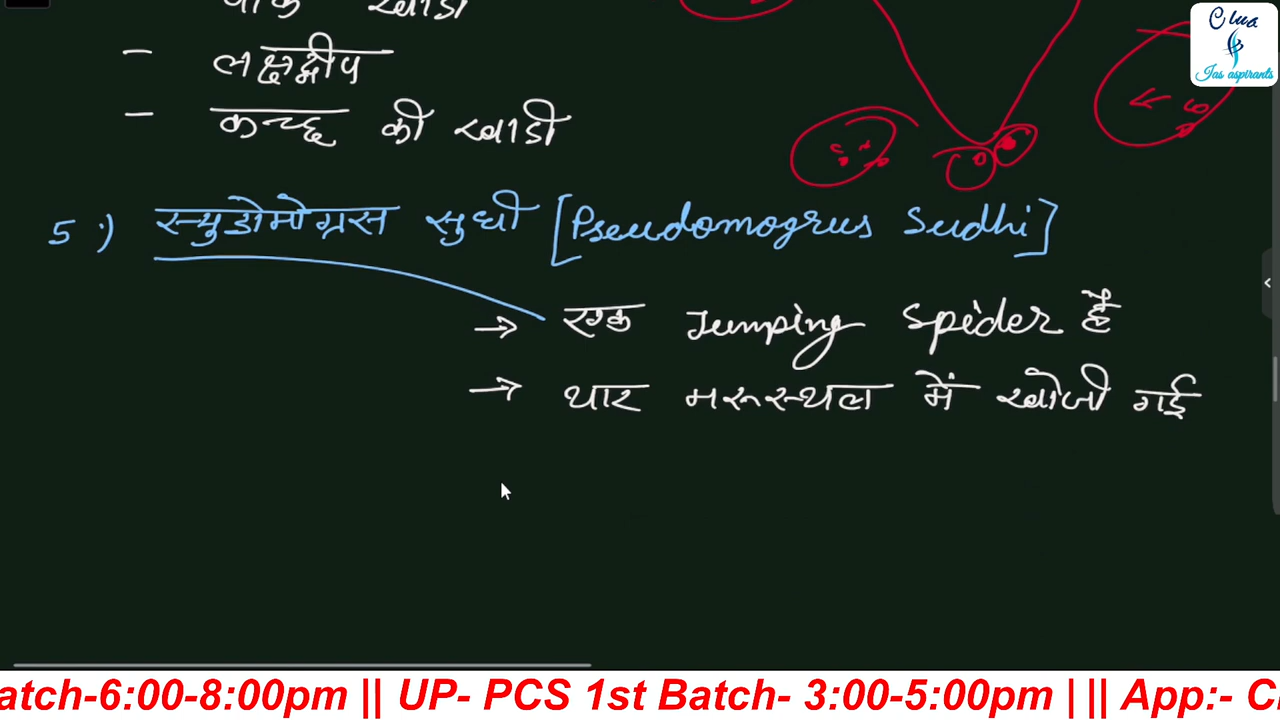 पाक खाडी
- लक्षद्वीप
- कच्छ की खाडी
5.) स्युडोमोग्रस सुधी [Pseudomogrus Sudhi]
→ एक Jumping Spider है
→ थार मरूस्थल में खोजी गई
Clue
Ias aspirants
atch-6:00-8:00pm || UP- PCS 1st Batch- 3:00-5:00pm | || App:- C